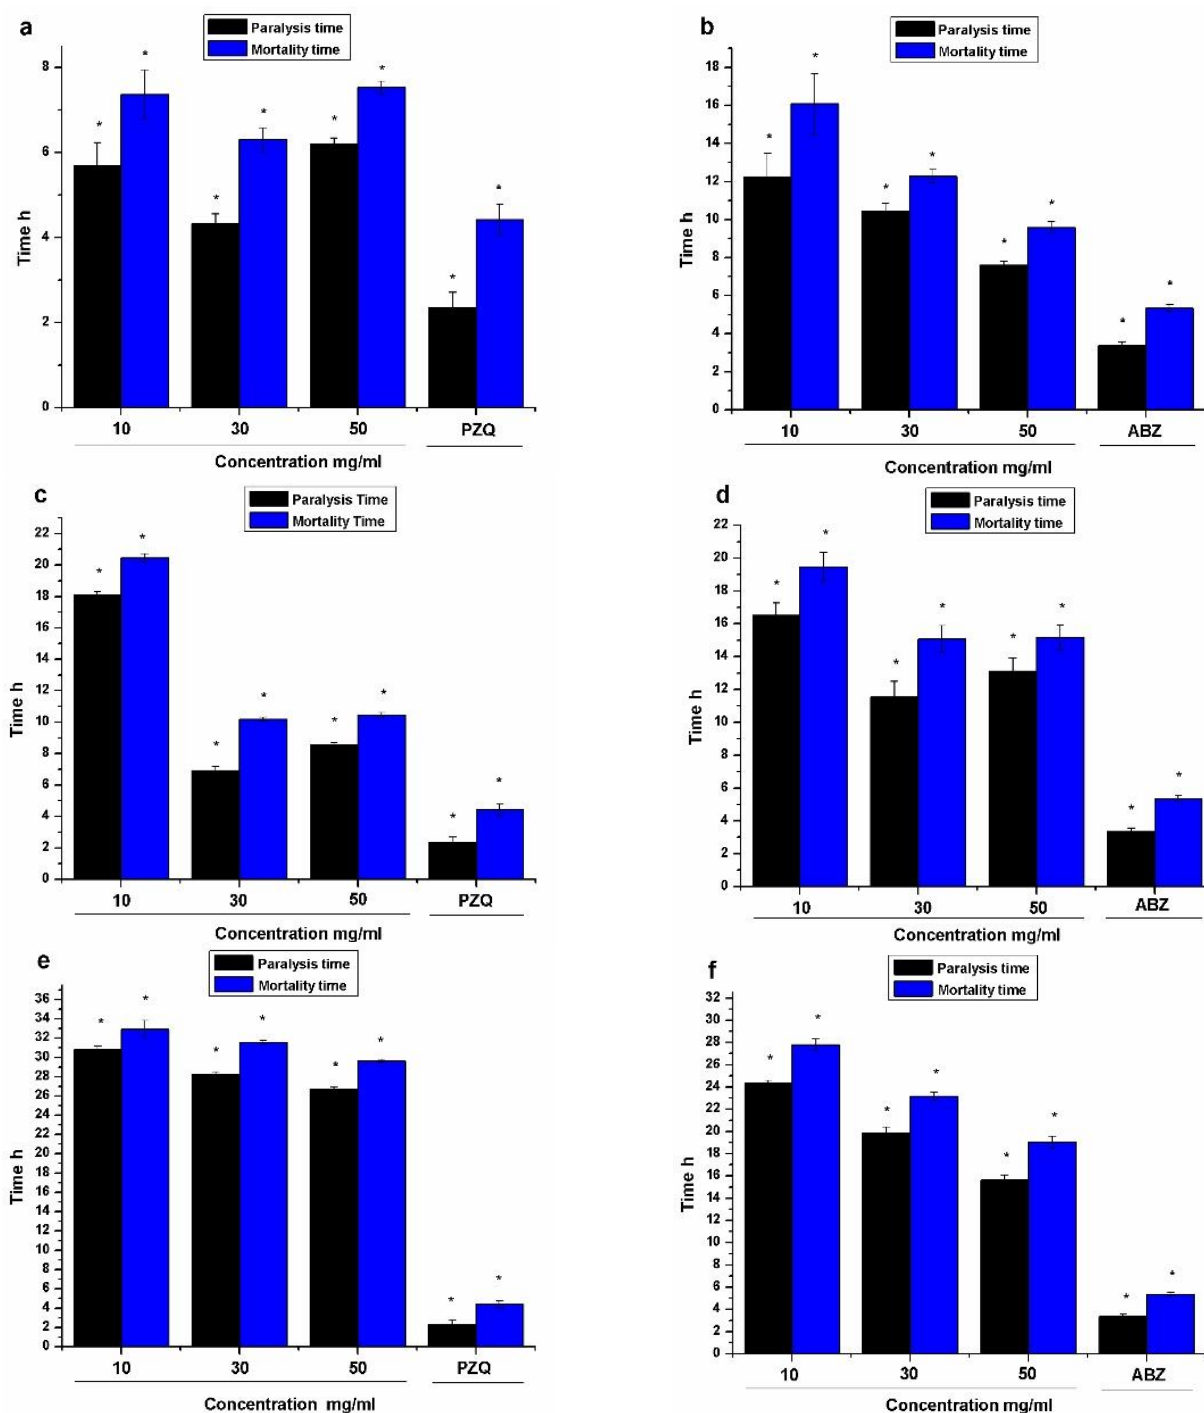 a
Paralysis time
Mortality time
8
6
4
2
0
Time h
10 30 50 PZQ
Concentration mg/ml
* * * * * * * *
b
Paralysis time
Mortality time
18
16
14
12
10
8
6
4
2
0
Time h
10 30 50 ABZ
Concentration mg/ml
* * * * * * * *
c
Paralysis Time
Mortality Time
22
20
18
16
14
12
10
8
6
4
2
0
Time h
10 30 50 PZQ
Concentration mg/ml
* * * * * * * *
d
Paralysis time
Mortality time
22
20
18
16
14
12
10
8
6
4
2
0
Time h
10 30 50 ABZ
Concentration mg/ml
* * * * * * * *
e
Paralysis time
Mortality time
36
34
32
30
28
26
24
22
20
18
16
14
12
10
8
6
4
2
0
Time h
10 30 50 PZQ
Concentration mg/ml
* * * * * * * *
f
Paralysis time
Mortality time
32
30
28
26
24
22
20
18
16
14
12
10
8
6
4
2
0
Time h
10 30 50 ABZ
Concentration mg/ml
* * * * * * * *